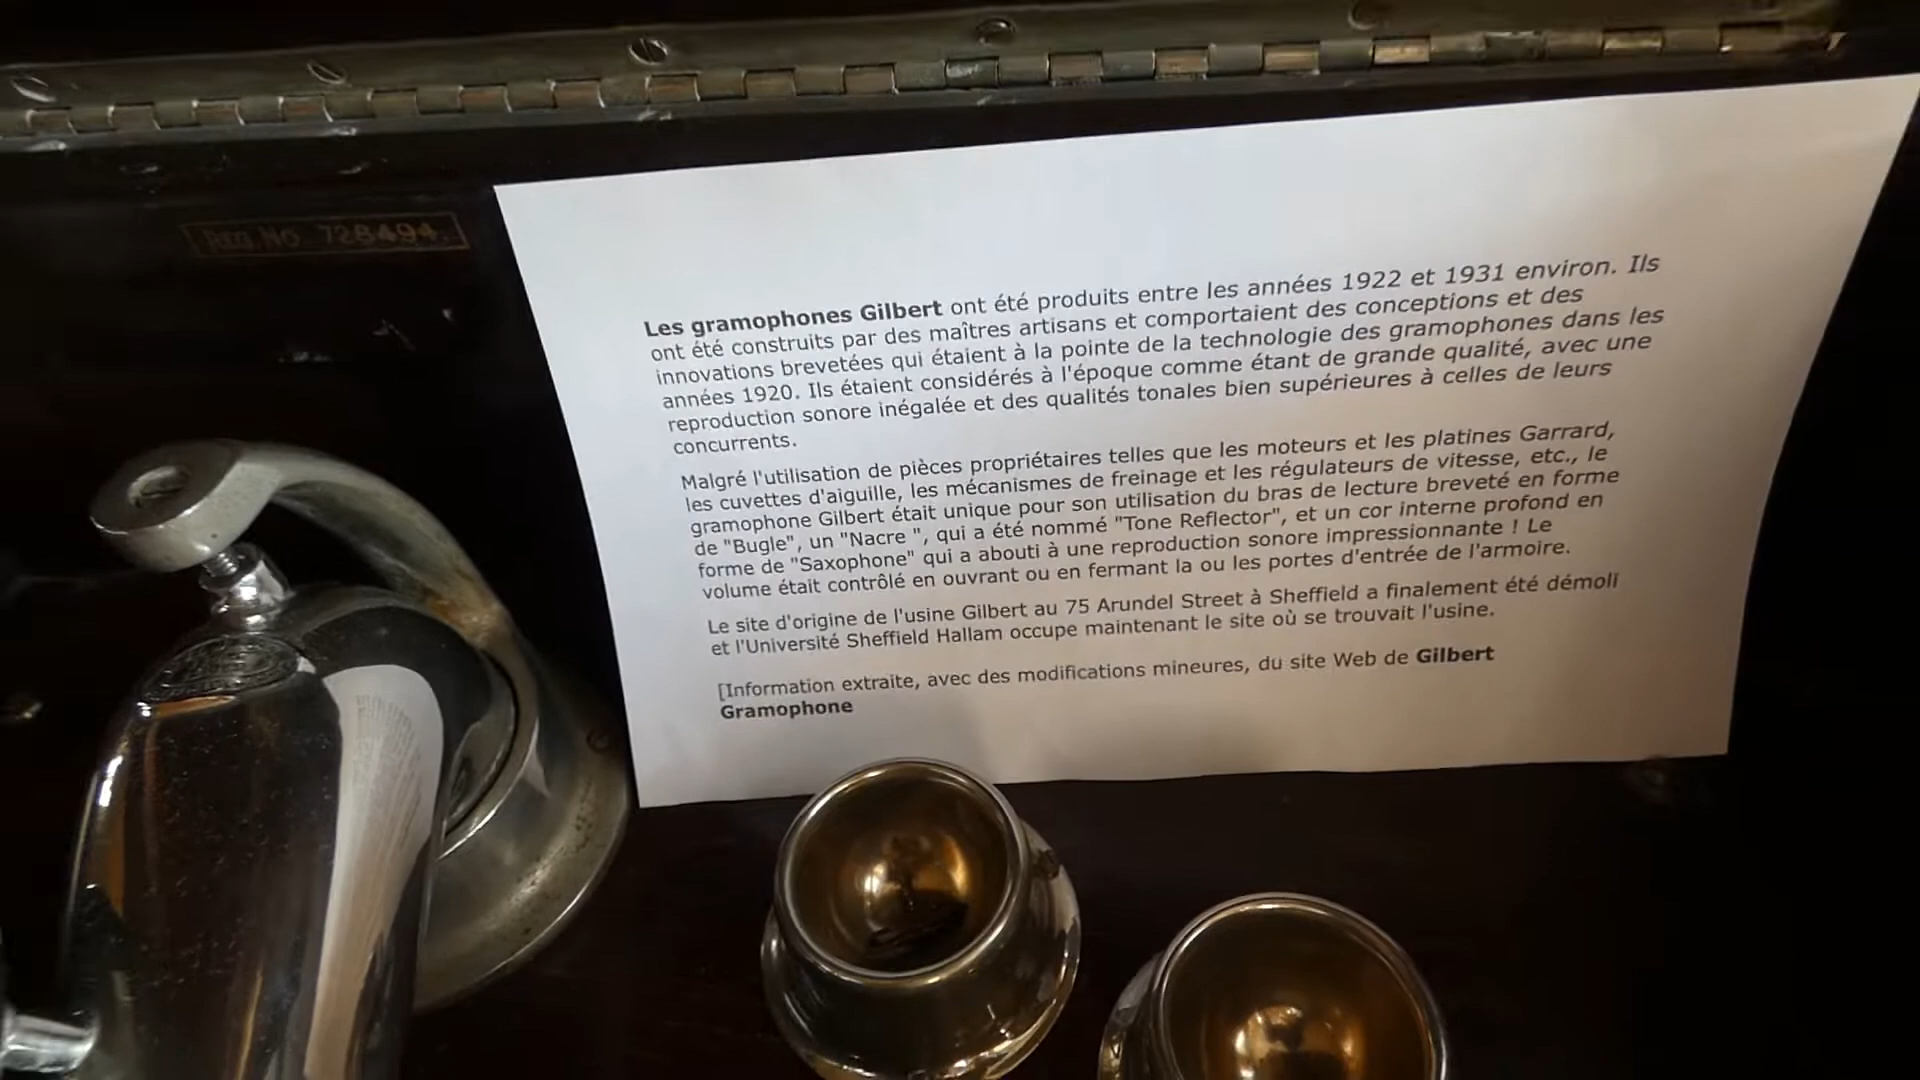 Reg. No 728494.
Les gramophones Gilbert ont été produits entre les années 1922 et 1931 environ. Ils
ont été construits par des maîtres artisans et comportaient des conceptions et des
innovations brevetées qui étaient à la pointe de la technologie des gramophones dans les
années 1920. Ils étaient considérés à l'époque comme étant de grande qualité, avec une
reproduction sonore inégalée et des qualités tonales bien supérieures à celles de leurs
concurrents.
Malgré l'utilisation de pièces propriétaires telles que les moteurs et les platines Garrard,
les cuvettes d'aiguille, les mécanismes de freinage et les régulateurs de vitesse, etc., le
gramophone Gilbert était unique pour son utilisation du bras de lecture breveté en forme
de "Bugle", un "Nacre ", qui a été nommé "Tone Reflector", et un cor interne profond en
forme de "Saxophone" qui a abouti à une reproduction sonore impressionnante ! Le
volume était contrôlé en ouvrant ou en fermant la ou les portes d'entrée de l'armoire.
Le site d'origine de l'usine Gilbert au 75 Arundel Street à Sheffield a finalement été démoli
et l'Université Sheffield Hallam occupe maintenant le site où se trouvait l'usine.
[Information extraite, avec des modifications mineures, du site Web de Gilbert
Gramophone